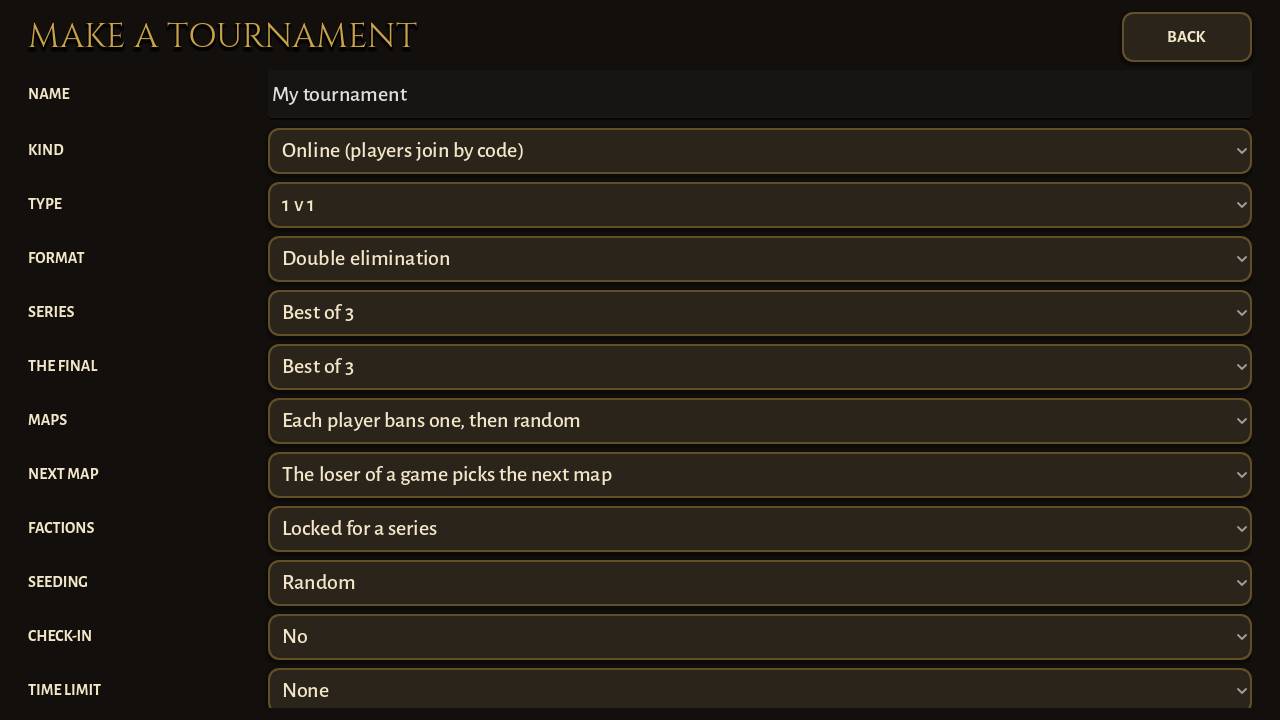 MAKE A TOURNAMENT
BACK
NAME
My tournament
KIND
Online (players join by code)
TYPE
1 v 1
FORMAT
Double elimination
SERIES
Best of 3
THE FINAL
Best of 3
MAPS
Each player bans one, then random
NEXT MAP
The loser of a game picks the next map
FACTIONS
Locked for a series
SEEDING
Random
CHECK-IN
No
TIME LIMIT
None